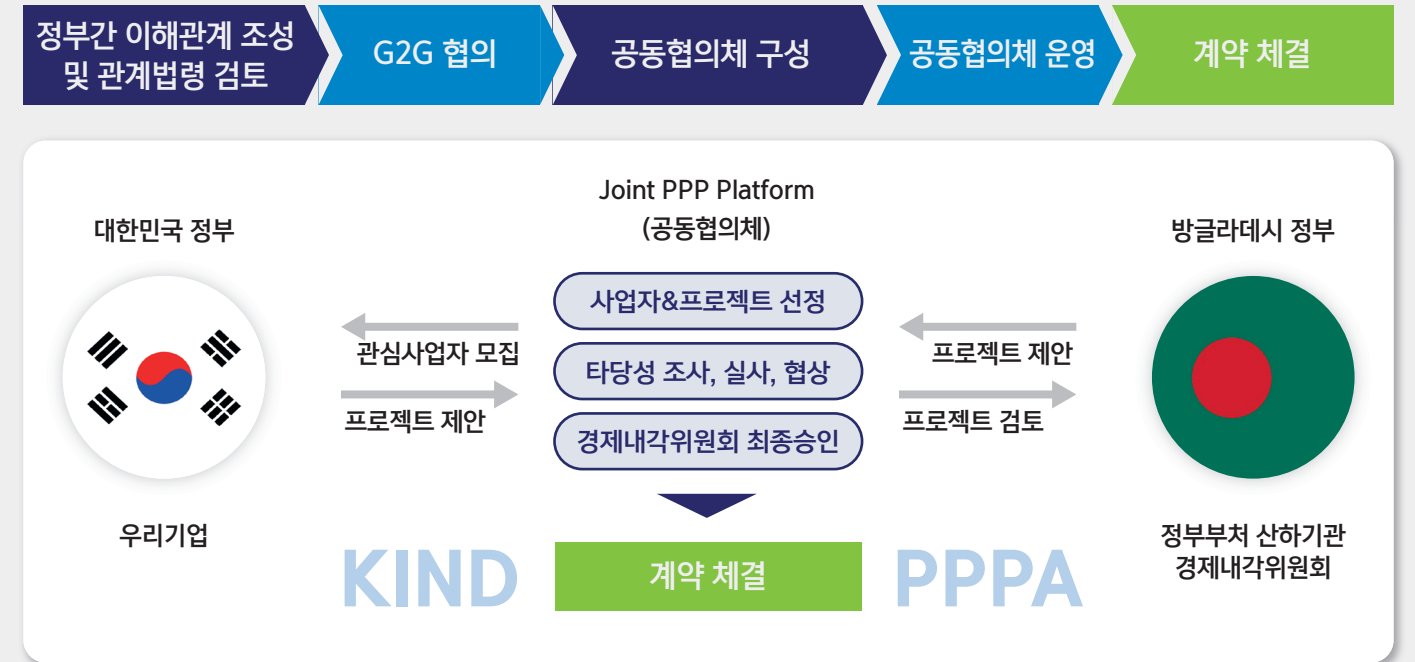 정부간 이해관계 조성
및 관계법령 검토
G2G 협의
공동협의체 구성
공동협의체 운영
계약 체결
대한민국 정부
우리기업
Joint PPP Platform
(공동협의체)
관심사업자 모집
프로젝트 제안
사업자&프로젝트 선정
타당성 조사, 실사, 협상
경제내각위원회 최종승인
프로젝트 제안
프로젝트 검토
방글라데시 정부
정부부처 산하기관
경제내각위원회
KIND
계약 체결
PPPA